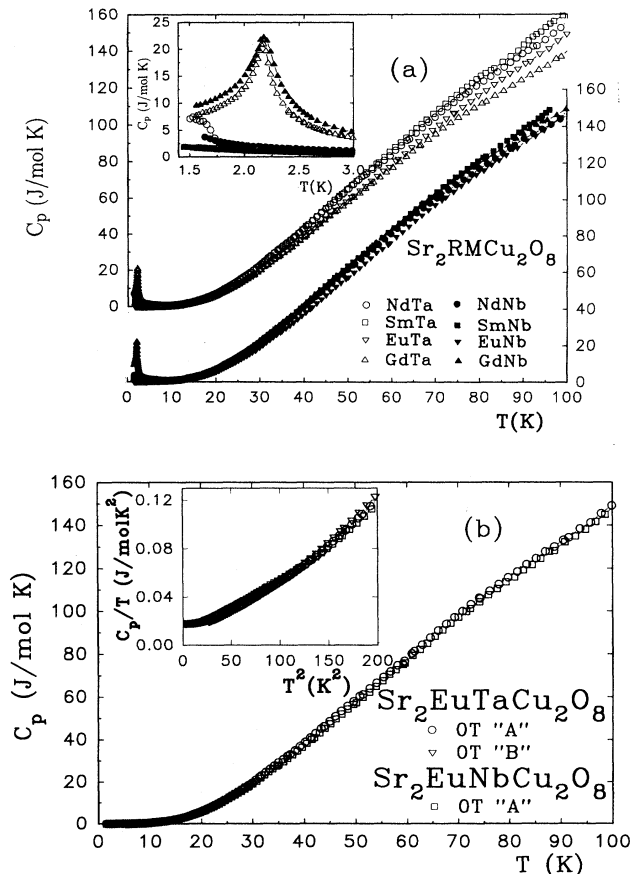 160
140
120
100
80
60
40
20
0
C_p (J/mol K)
25
20
15
10
5
0
C_p (J/mol K)
1.5 2.0 2.5 3.0
T(K)
(a)
160
140
120
100
80
60
40
20
0
Sr₂RMCu₂O₈
NdTa NdNb
SmTa SmNb
EuTa EuNb
GdTa GdNb
0 10 20 30 40 50 60 70 80 90 100
T(K)
160
140
120
100
80
60
40
20
0
C_p (J/mol K)
0.12
0.08
0.04
0.00
C_p/T (J/molK²)
0 50 100 150 200
T²(K²)
(b)
Sr₂EuTaCu₂O₈
OT "A"
OT "B"
Sr₂EuNbCu₂O₈
OT "A"
0 10 20 30 40 50 60 70 80 90 100
T (K)